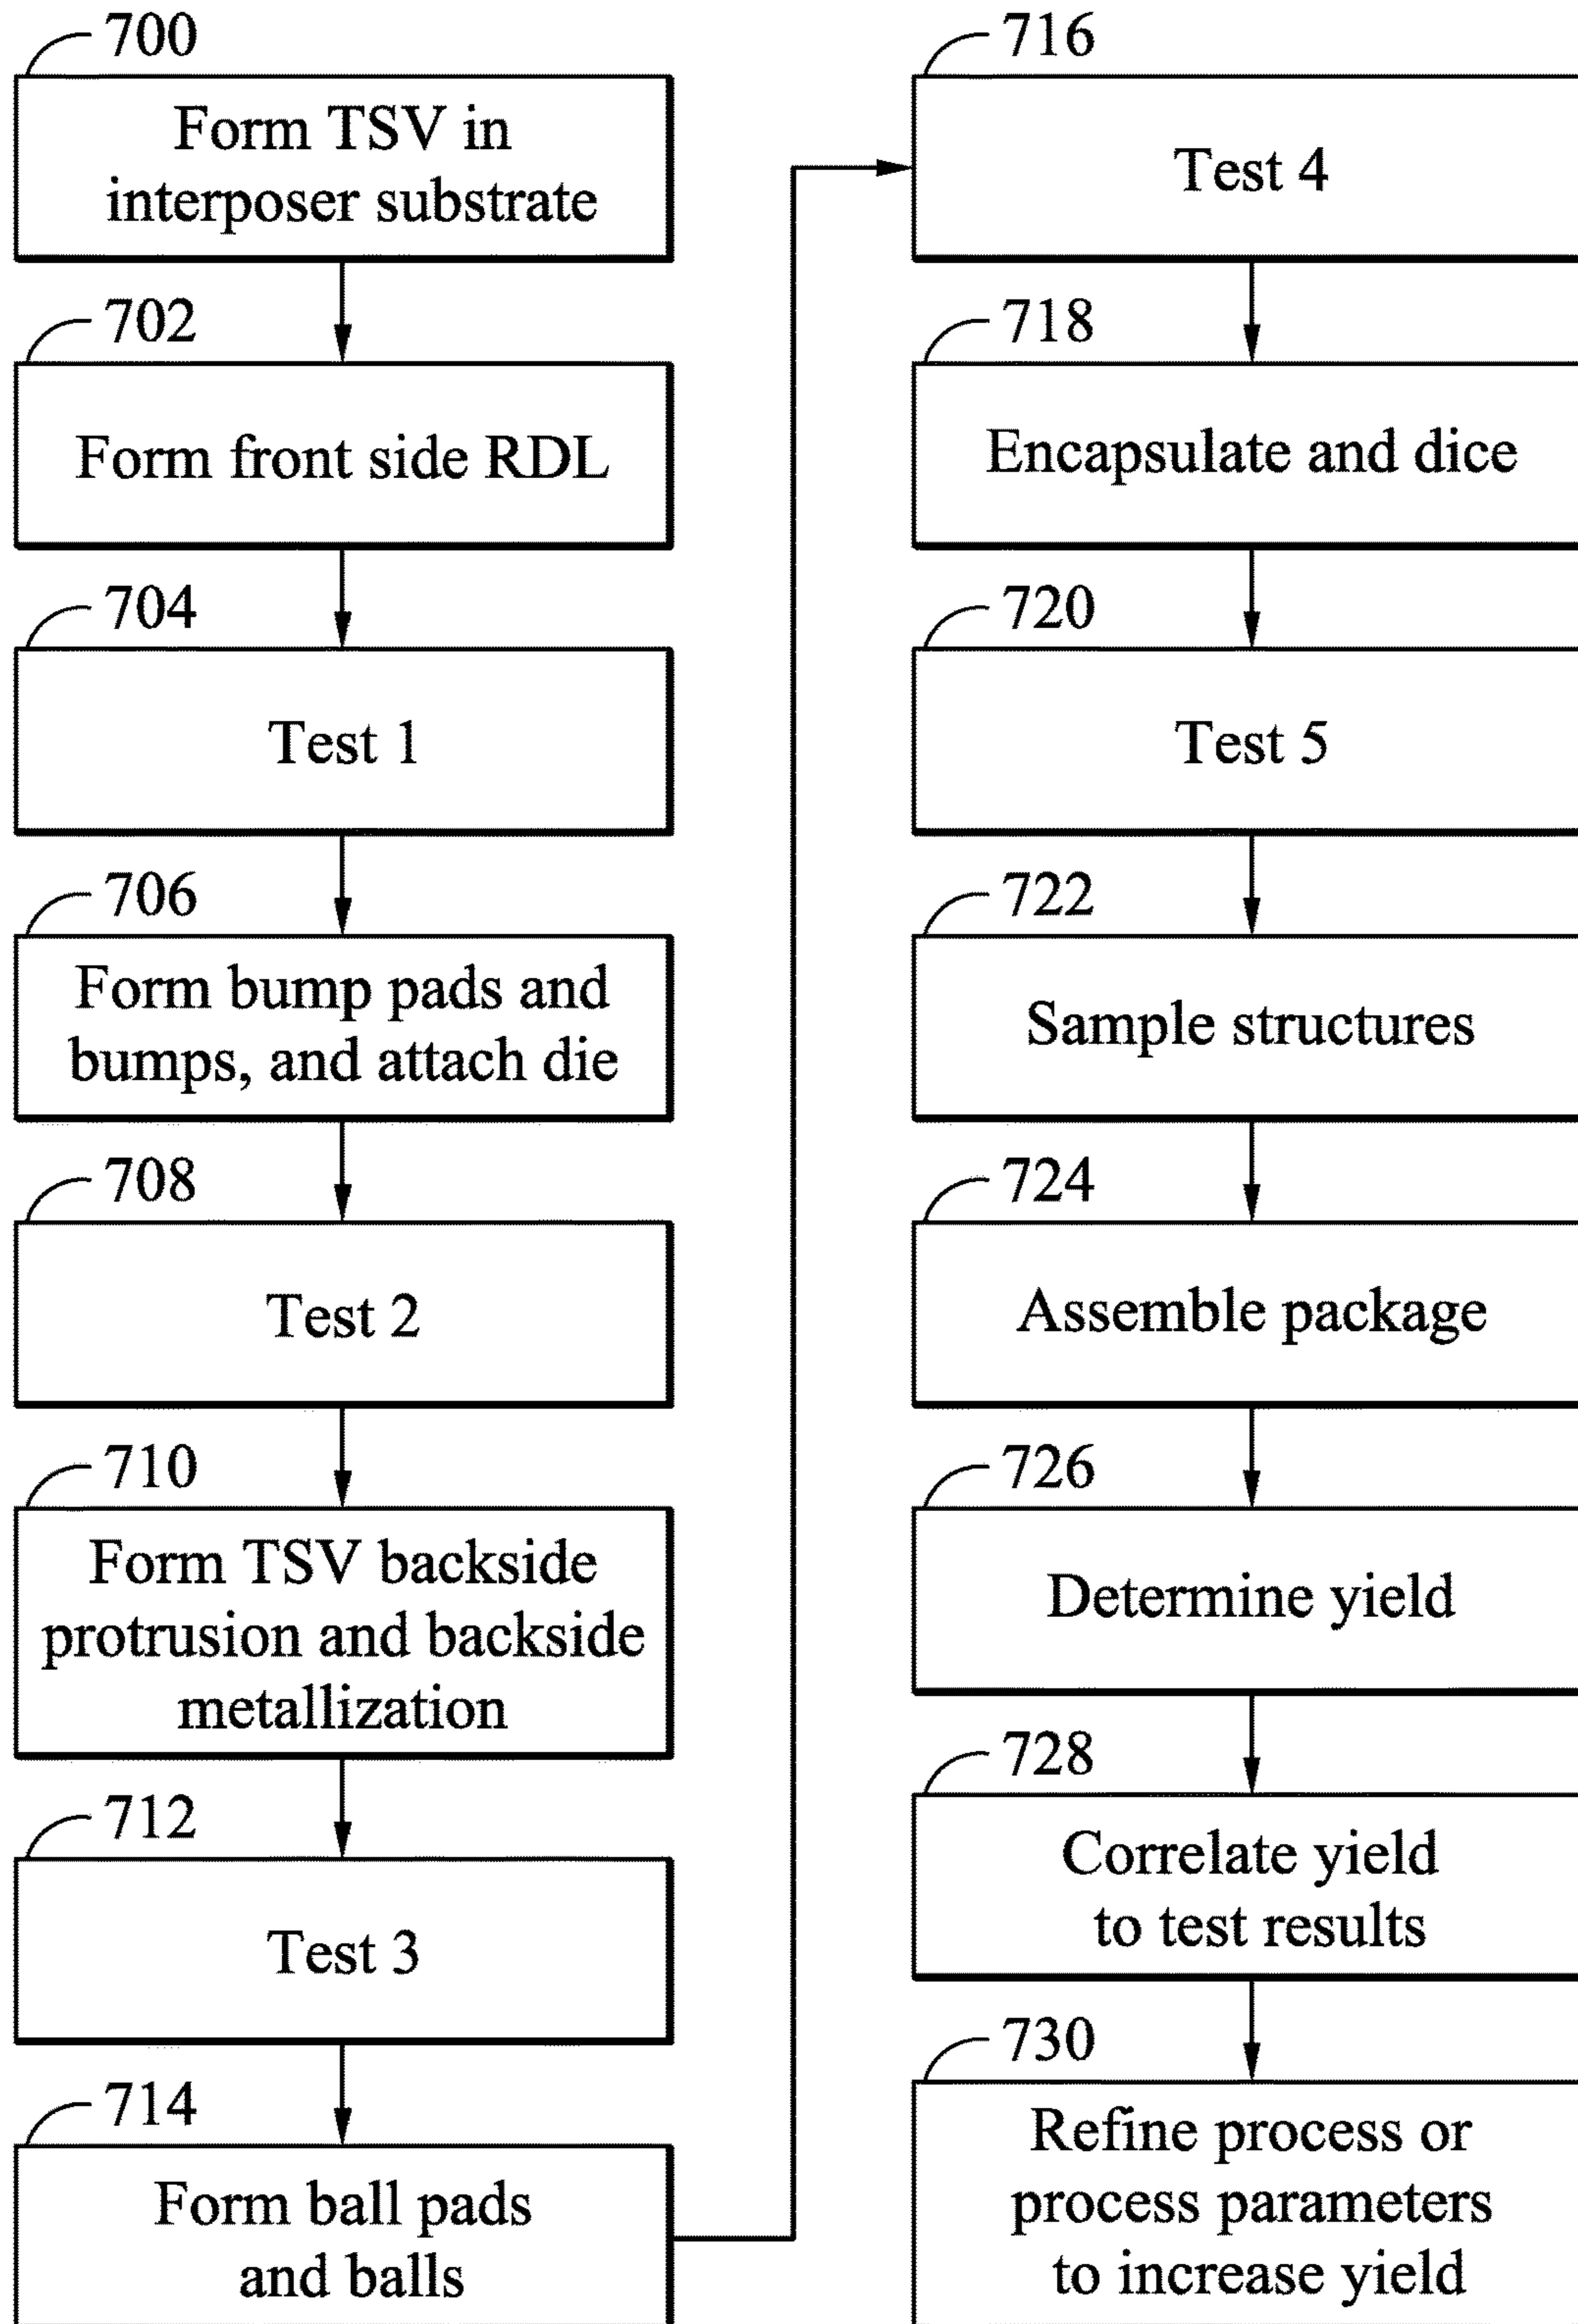 700
Form TSV in
interposer substrate
702
Form front side RDL
704
Test 1
706
Form bump pads and
bumps, and attach die
708
Test 2
710
Form TSV backside
protrusion and backside
metallization
712
Test 3
714
Form ball pads
and balls
716
Test 4
718
Encapsulate and dice
720
Test 5
722
Sample structures
724
Assemble package
726
Determine yield
728
Correlate yield
to test results
730
Refine process or
process parameters
to increase yield